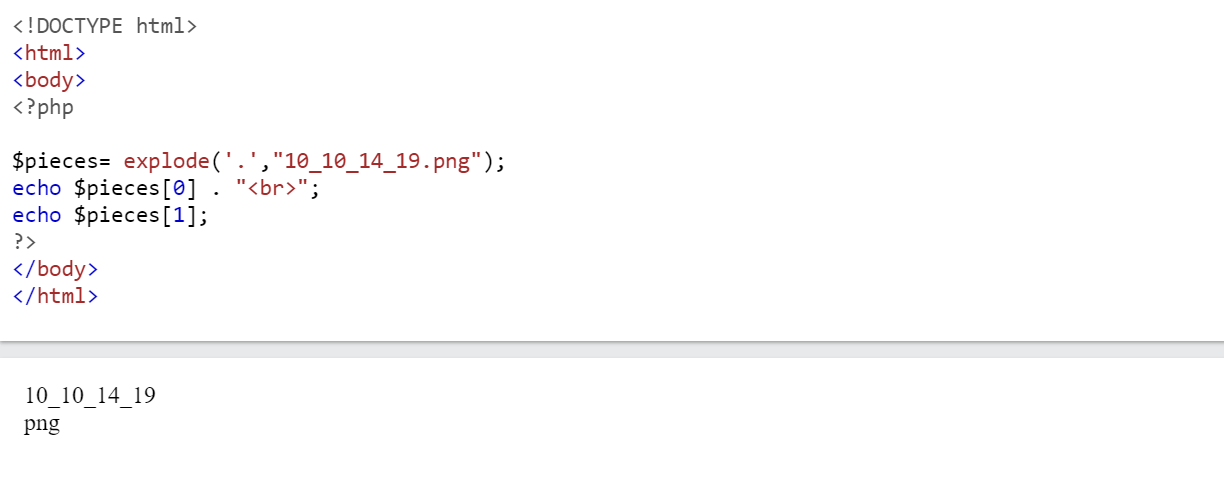 <!DOCTYPE html>
<html>
<body>
<?php
$pieces= explode('.',"10_10_14_19.png");
echo $pieces[0] . "<br>";
echo $pieces[1];
?>
</body>
</html>
10_10_14_19
png